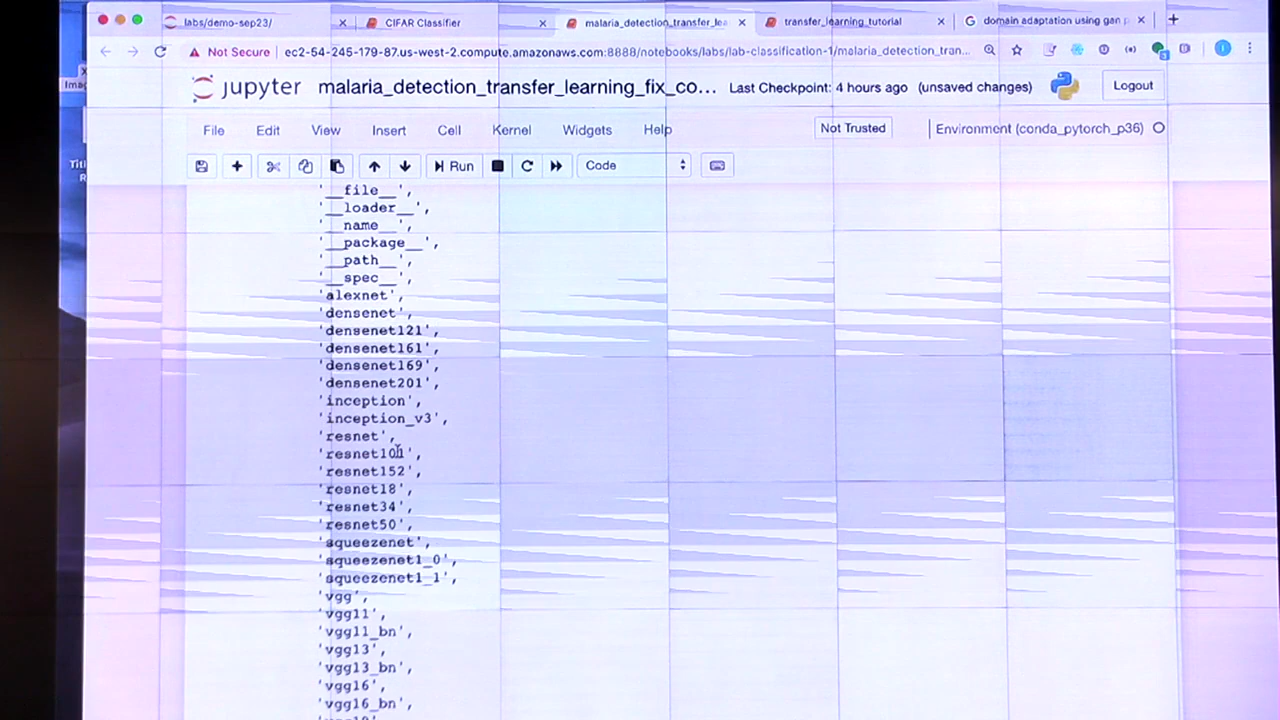 labs/demo-sep23/
CIFAR Classifier
malaria_detection_transfer_lea
transfer_learning_tutorial
domain adaptation using gan p
Not Secure
ec2-54-245-179-87.us-west-2.compute.amazonaws.com:8888/notebooks/labs/lab-classification-1/malaria_detection_tran...
Imag
jupyter malaria_detection_transfer_learning_fix_co... Last Checkpoint: 4 hours ago (unsaved changes)
Logout
File Edit View Insert Cell Kernel Widgets Help
Not Trusted
Environment (conda_pytorch_p36)
Run
Code
Titl
R
'__file__',
'__loader__',
'__name__',
'__package__',
'__path__',
'__spec__',
'alexnet',
'densenet',
'densenet121',
'densenet161',
'densenet169',
'densenet201',
'inception',
'inception_v3',
'resnet',
'resnet101',
'resnet152',
'resnet18',
'resnet34',
'resnet50',
'squeezenet',
'squeezenet1_0',
'squeezenet1_1',
'vgg',
'vgg11',
'vgg11_bn',
'vgg13',
'vgg13_bn',
'vgg16',
'vgg16_bn',